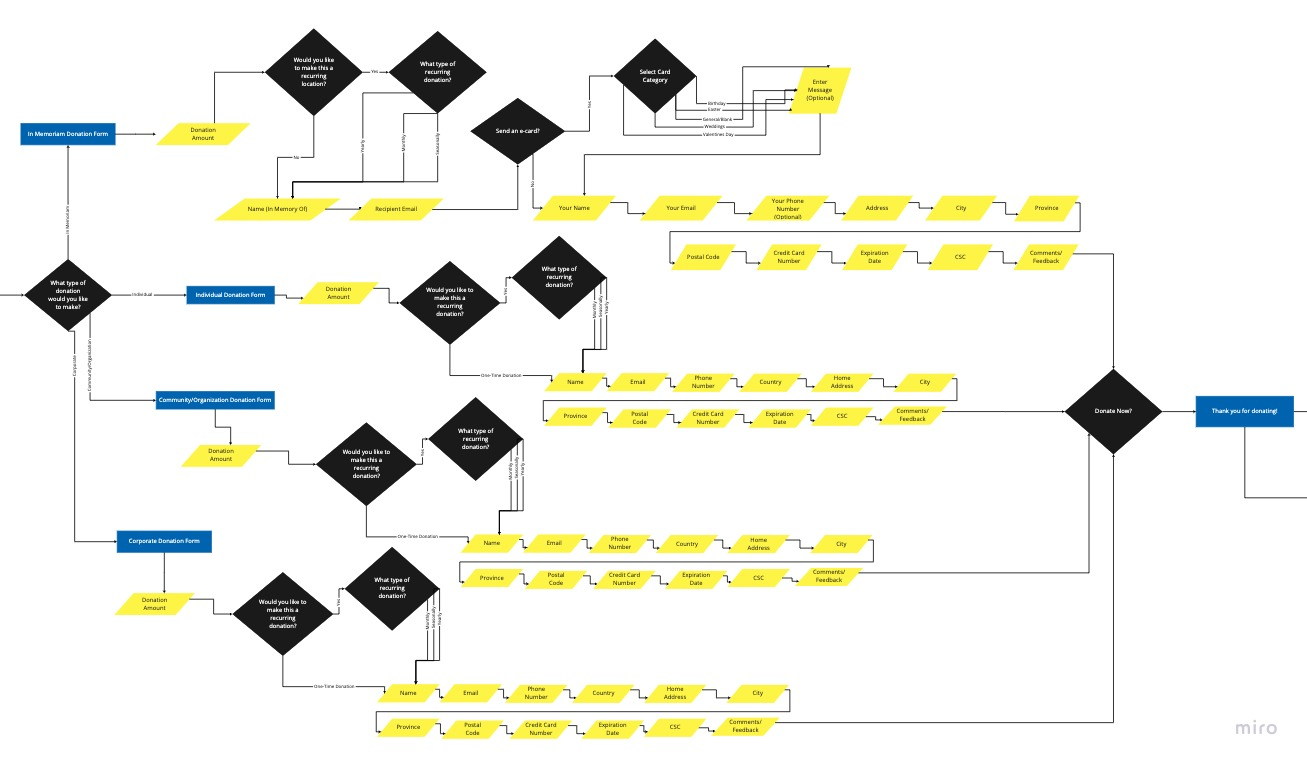 Would you like
to make this a
recurring
location?
Yes
What type of
recurring
donation?
Select Card
Category
Enter
Message
(Optional)
Birthday
Easter
General/Blank
Weddings
Valentines Day
Yes
In Memoriam Donation Form
Donation
Amount
Send an e-card?
No
Yearly
Monthly
Seasonally
No
Name (In Memory Of)
Recipient Email
Your Name
Your Email
Your Phone
Number
(Optional)
Address
City
Province
In Memoriam
Postal Code
Credit Card
Number
Expiration
Date
CSC
Comments/
Feedback
What type of
donation
would you like
to make?
Individual
Individual Donation Form
Donation
Amount
Would you like to
make this a
recurring
donation?
Yes
What type of
recurring
donation?
Monthly
Seasonally
Yearly
One-Time Donation
Name
Email
Phone
Number
Country
Home
Address
City
Province
Postal
Code
Credit Card
Number
Expiration
Date
CSC
Comments/
Feedback
Donate Now?
Thank you for donating!
Corporate
Community/Organization
Community/Organization Donation Form
Donation
Amount
Would you like to
make this a
recurring
donation?
Yes
What type of
recurring
donation?
Monthly
Seasonally
Yearly
One-Time Donation
Name
Email
Phone
Number
Country
Home
Address
City
Province
Postal
Code
Credit Card
Number
Expiration
Date
CSC
Comments/
Feedback
Corporate Donation Form
Donation
Amount
Would you like to
make this a
recurring
donation?
Yes
What type of
recurring
donation?
Monthly
Seasonally
Yearly
One-Time Donation
Name
Email
Phone
Number
Country
Home
Address
City
Province
Postal
Code
Credit Card
Number
Expiration
Date
CSC
Comments/
Feedback
miro